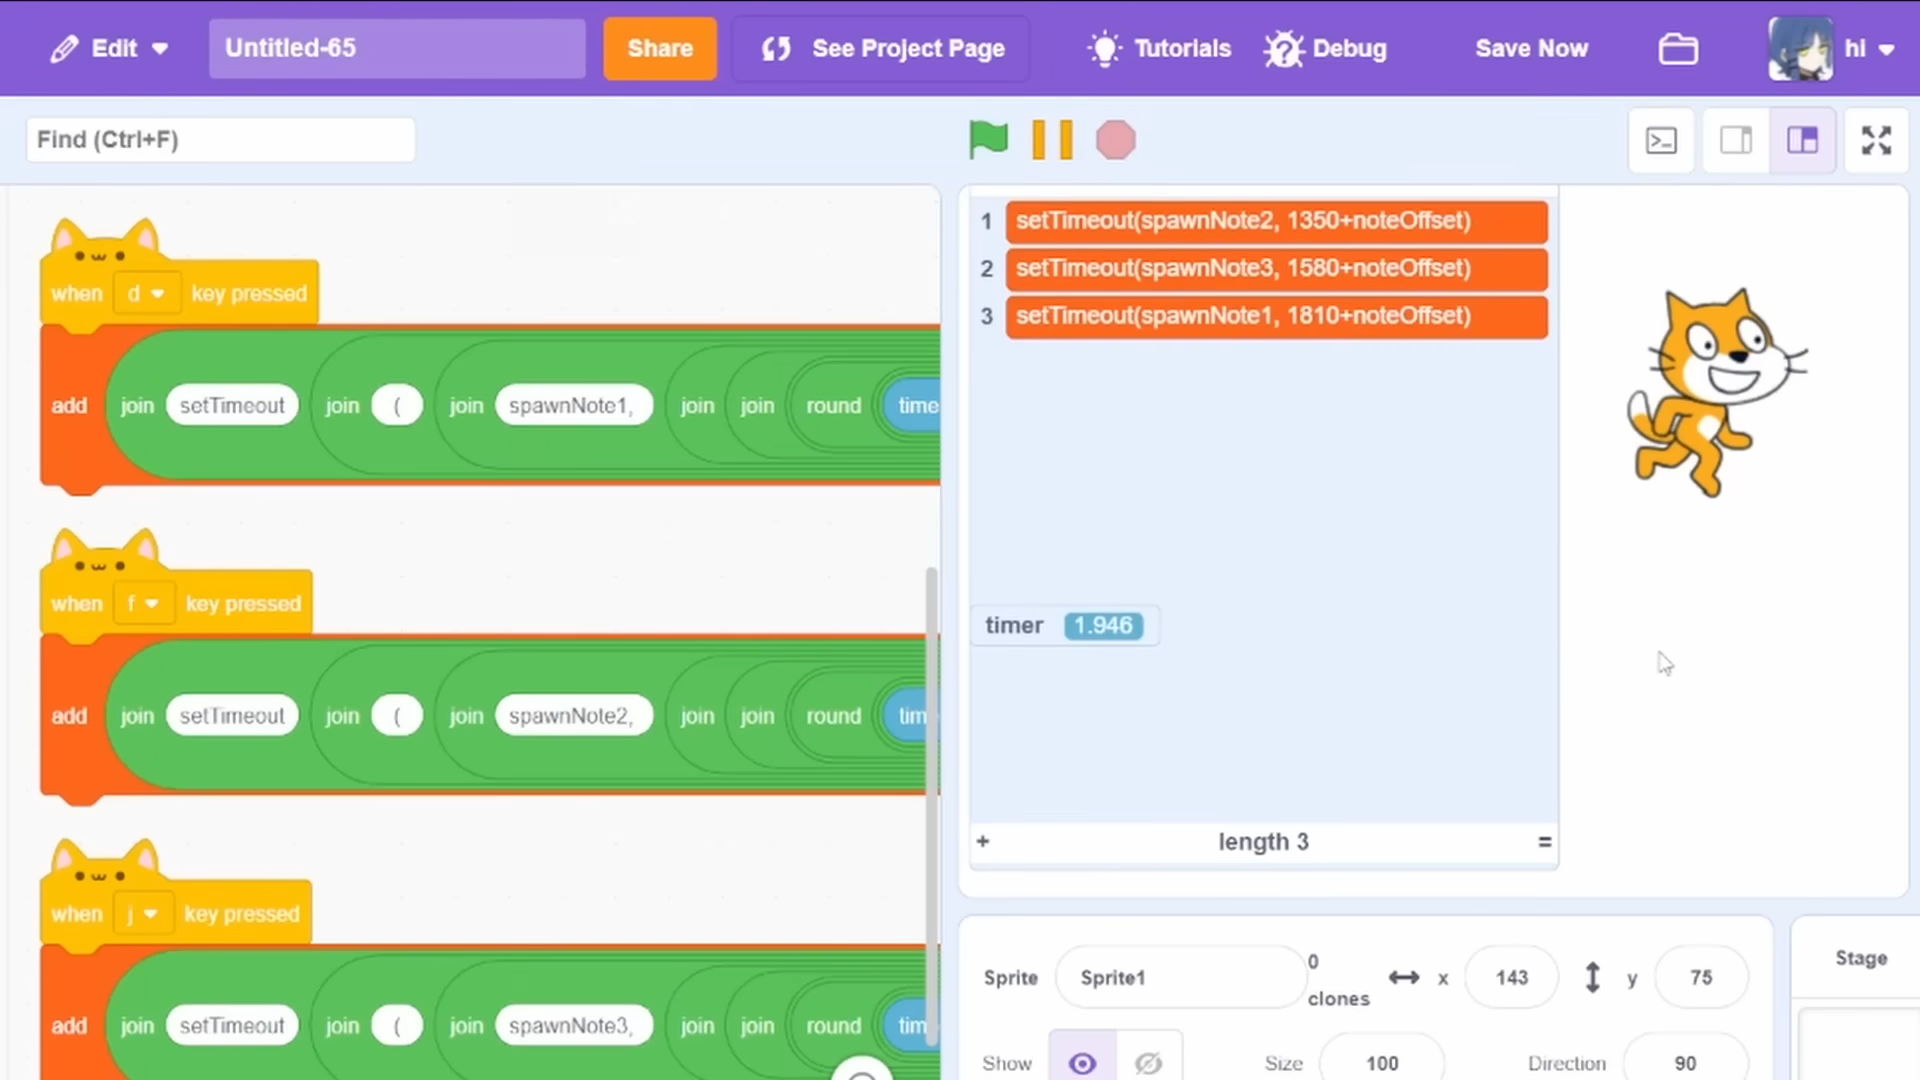 Edit
Untitled-65
Share
See Project Page
Tutorials
Debug
Save Now
hi
Find (Ctrl+F)
when d key pressed
add join setTimeout join ( join spawnNote1, join join round time
when f key pressed
add join setTimeout join ( join spawnNote2, join join round tim
when j key pressed
add join setTimeout join ( join spawnNote3, join join round tim
1 setTimeout(spawnNote2, 1350+noteOffset)
2 setTimeout(spawnNote3, 1580+noteOffset)
3 setTimeout(spawnNote1, 1810+noteOffset)
timer 1.946
+ length 3 =
Sprite Sprite1 0 clones x 143 y 75
Show Size 100 Direction 90
Stage